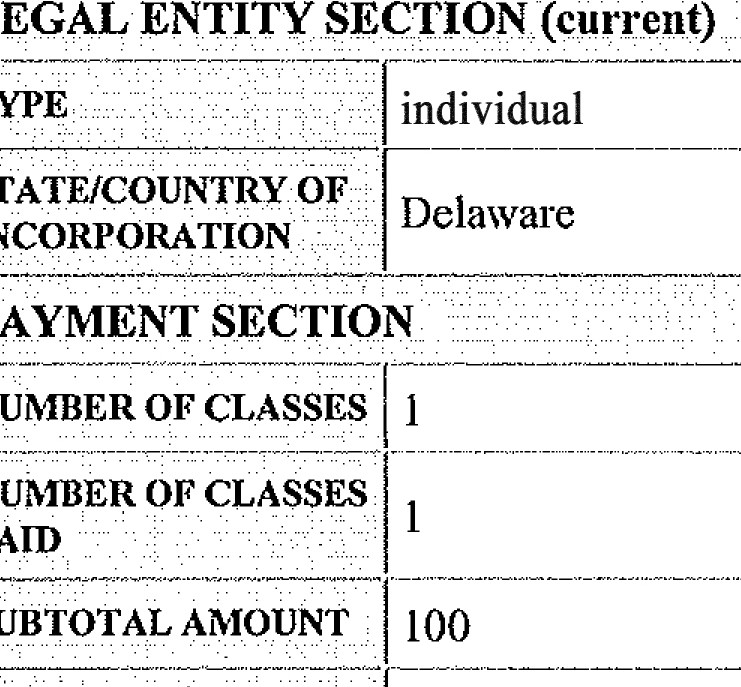 EGAL ENTITY SECTION (current)
YPE individual
TATE/COUNTRY OF
NCORPORATION Delaware
AYMENT SECTION
UMBER OF CLASSES 1
UMBER OF CLASSES
AID 1
UBTOTAL AMOUNT 100